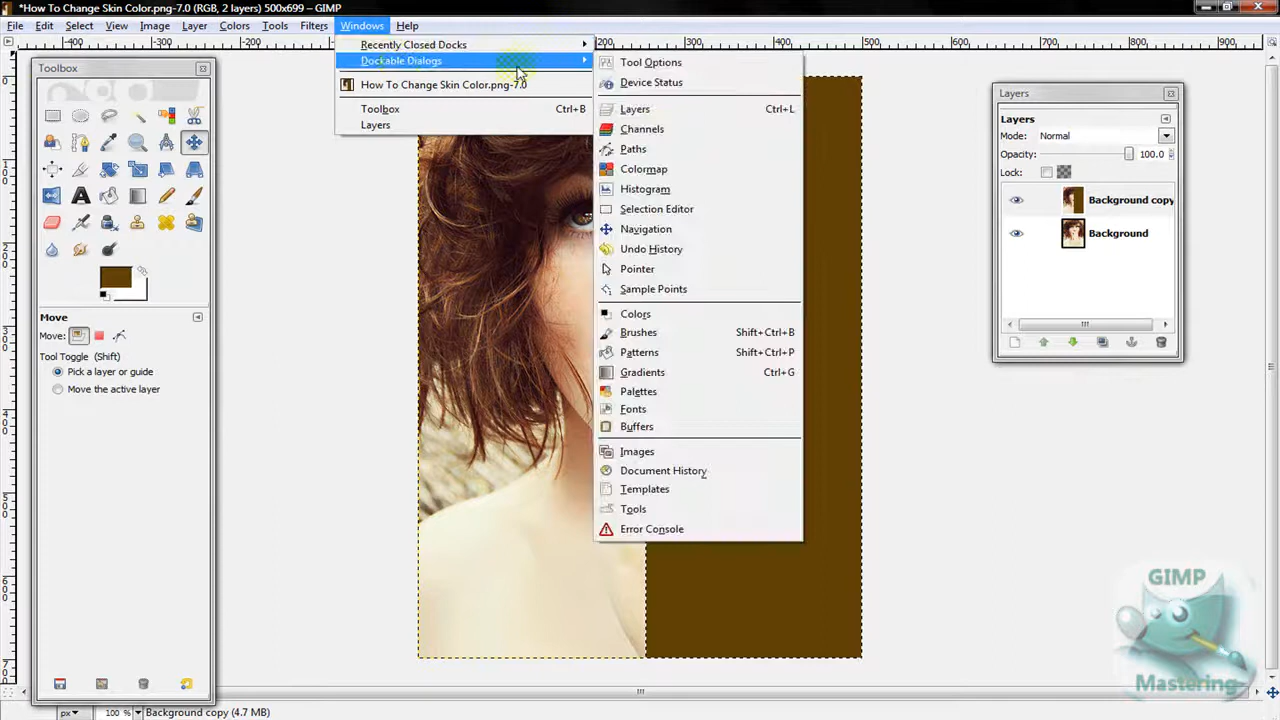 *How To Change Skin Color.png-7.0 (RGB, 2 layers) 500x699 – GIMP
File Edit Select View Image Layer Colors Tools Filters Windows Help
Toolbox
Move
Move:
Tool Toggle (Shift)
Pick a layer or guide
Move the active layer
Recently Closed Docks
Dockable Dialogs
How To Change Skin Color.png-7.0
Toolbox Ctrl+B
Layers
Tool Options
Device Status
Layers Ctrl+L
Channels
Paths
Colormap
Histogram
Selection Editor
Navigation
Undo History
Pointer
Sample Points
Colors
Brushes Shift+Ctrl+B
Patterns Shift+Ctrl+P
Gradients Ctrl+G
Palettes
Fonts
Buffers
Images
Document History
Templates
Tools
Error Console
Layers
Layers
Mode: Normal
Opacity: 100.0
Lock:
Background copy
Background
GIMP
Mastering
px 100 % Background copy (4.7 MB)